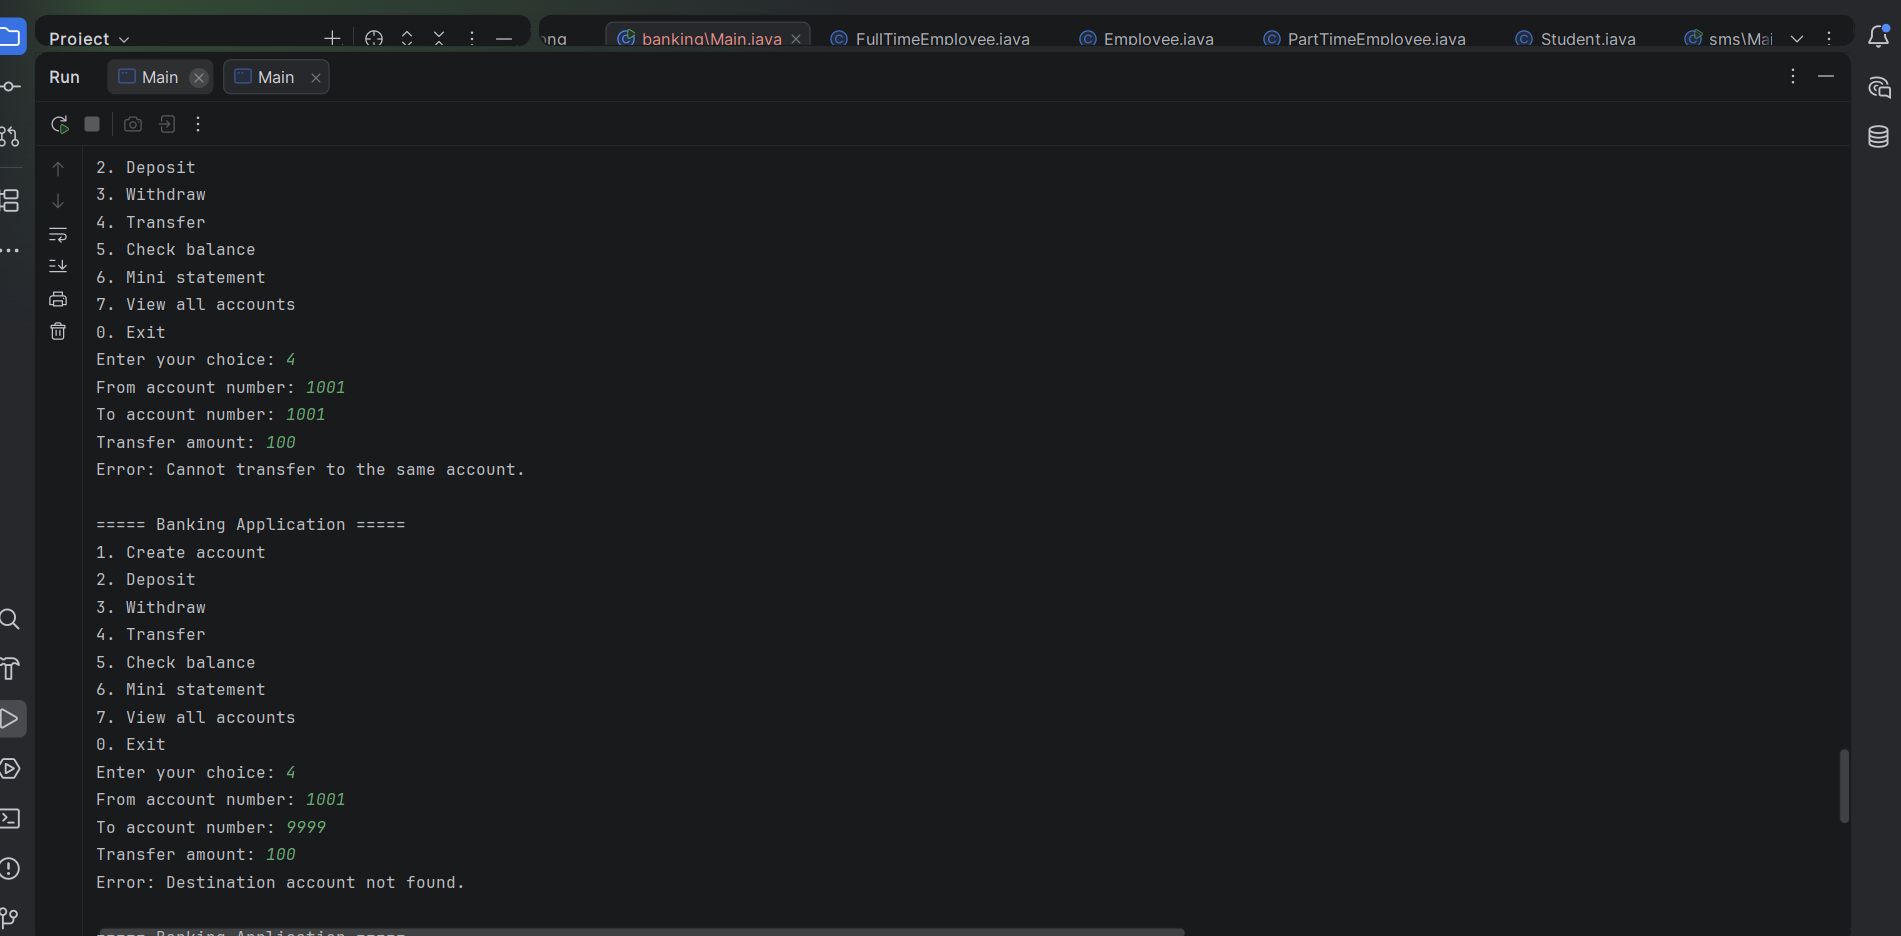 Project
ong
banking\Main.java
FullTimeEmployee.java
Employee.java
PartTimeEmployee.java
Student.java
sms\Mai
Run
Main
Main
2. Deposit
3. Withdraw
4. Transfer
5. Check balance
6. Mini statement
7. View all accounts
0. Exit
Enter your choice: 4
From account number: 1001
To account number: 1001
Transfer amount: 100
Error: Cannot transfer to the same account.
===== Banking Application =====
1. Create account
2. Deposit
3. Withdraw
4. Transfer
5. Check balance
6. Mini statement
7. View all accounts
0. Exit
Enter your choice: 4
From account number: 1001
To account number: 9999
Transfer amount: 100
Error: Destination account not found.
===== Banking Application =====